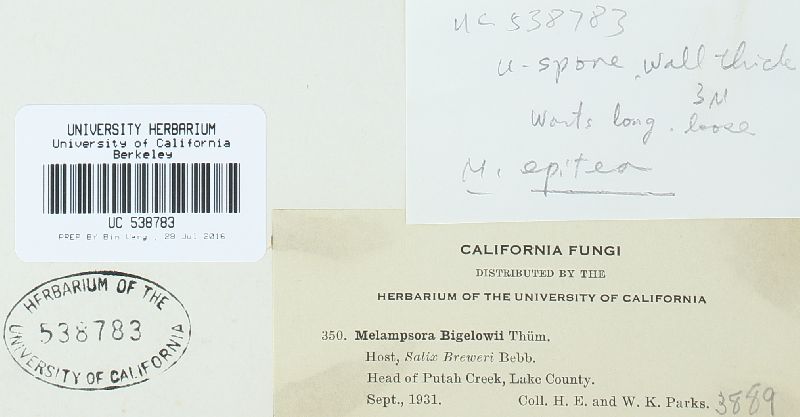 UC 538783
u-spore wall thick
3µ
Warts long. loose
M. epitea
UNIVERSITY HERBARIUM
University of California
Berkeley
UC 538783
PREP BY Bin Lang , 28 Jul 2016
HERBARIUM OF THE
538783
UNIVERSITY OF CALIFORNIA
CALIFORNIA FUNGI
DISTRIBUTED BY THE
HERBARIUM OF THE UNIVERSITY OF CALIFORNIA
350. Melampsora Bigelowii Thüm.
Host, Salix Breweri Bebb.
Head of Putah Creek, Lake County.
Sept., 1931. Coll. H. E. and W. K. Parks. 3889